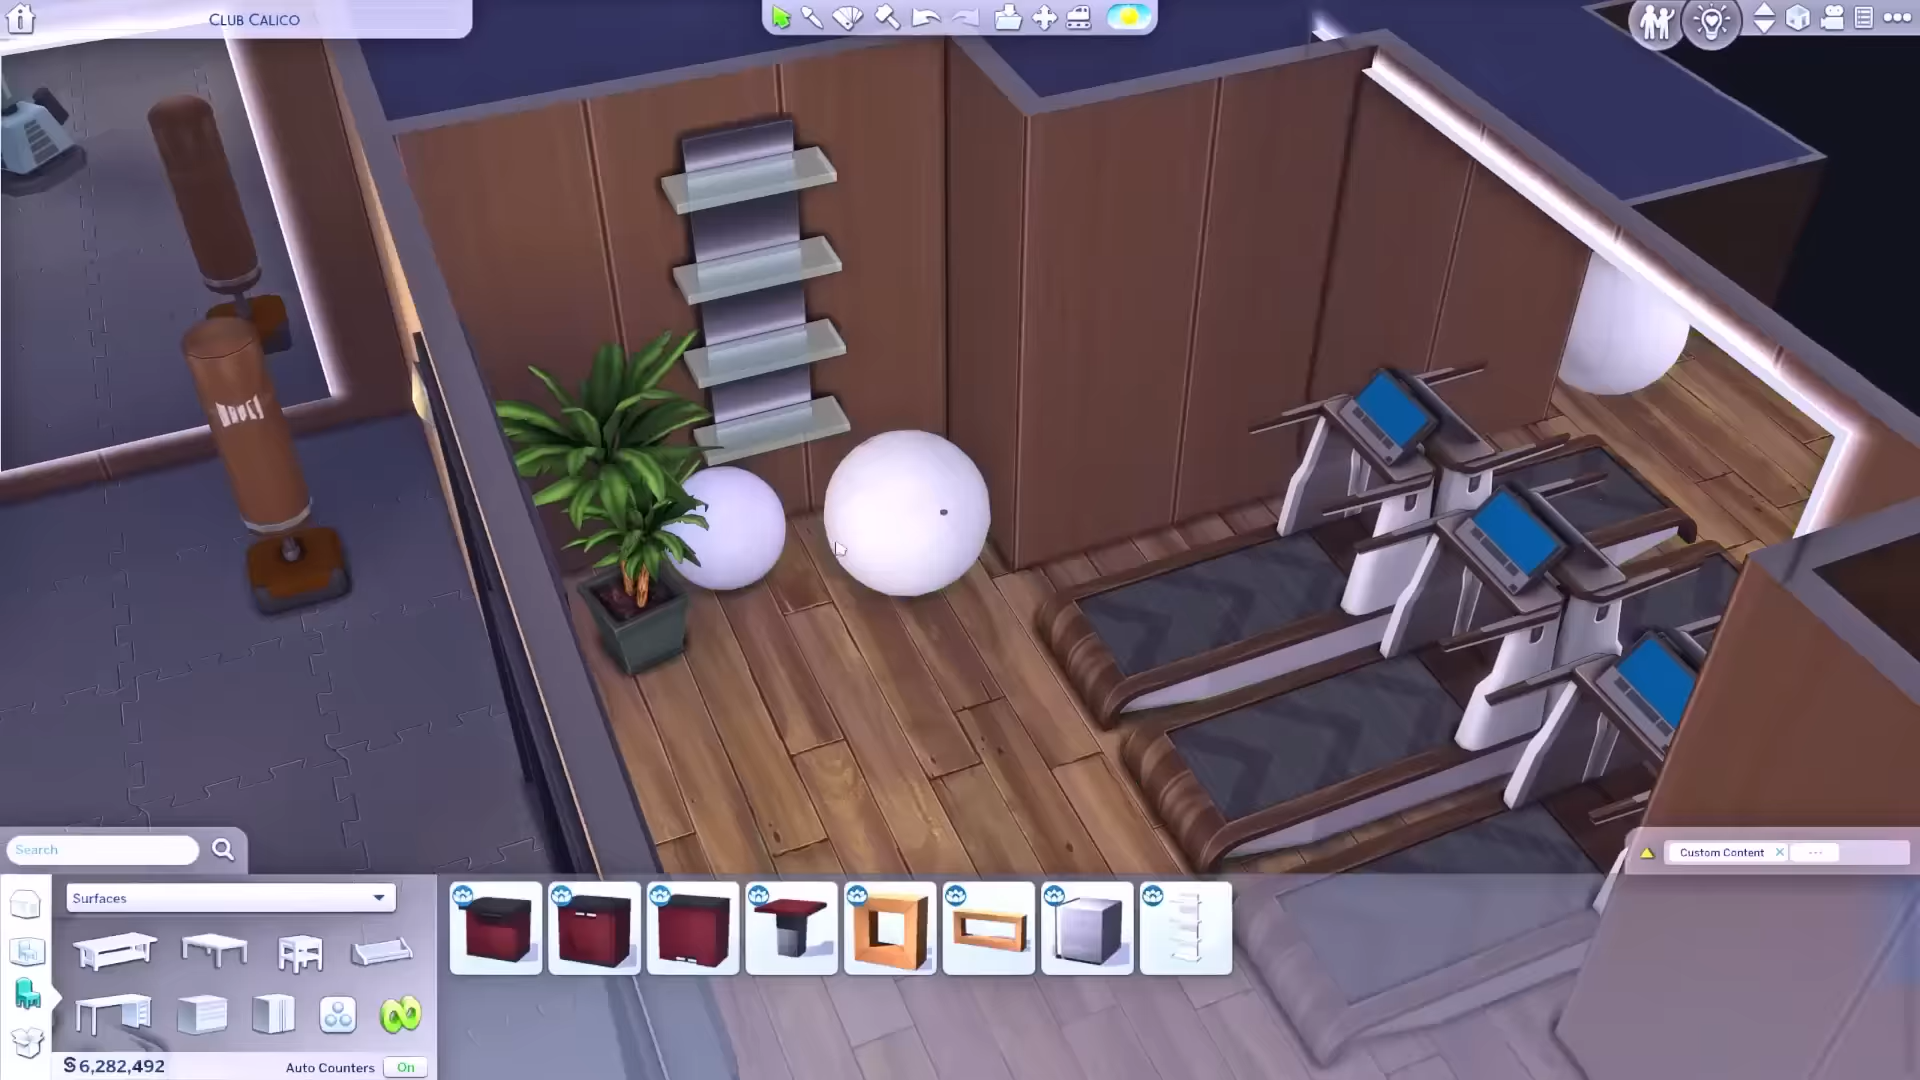 CLUB CALICO
Search
Custom Content
Surfaces
§6,282,492
Auto Counters
On